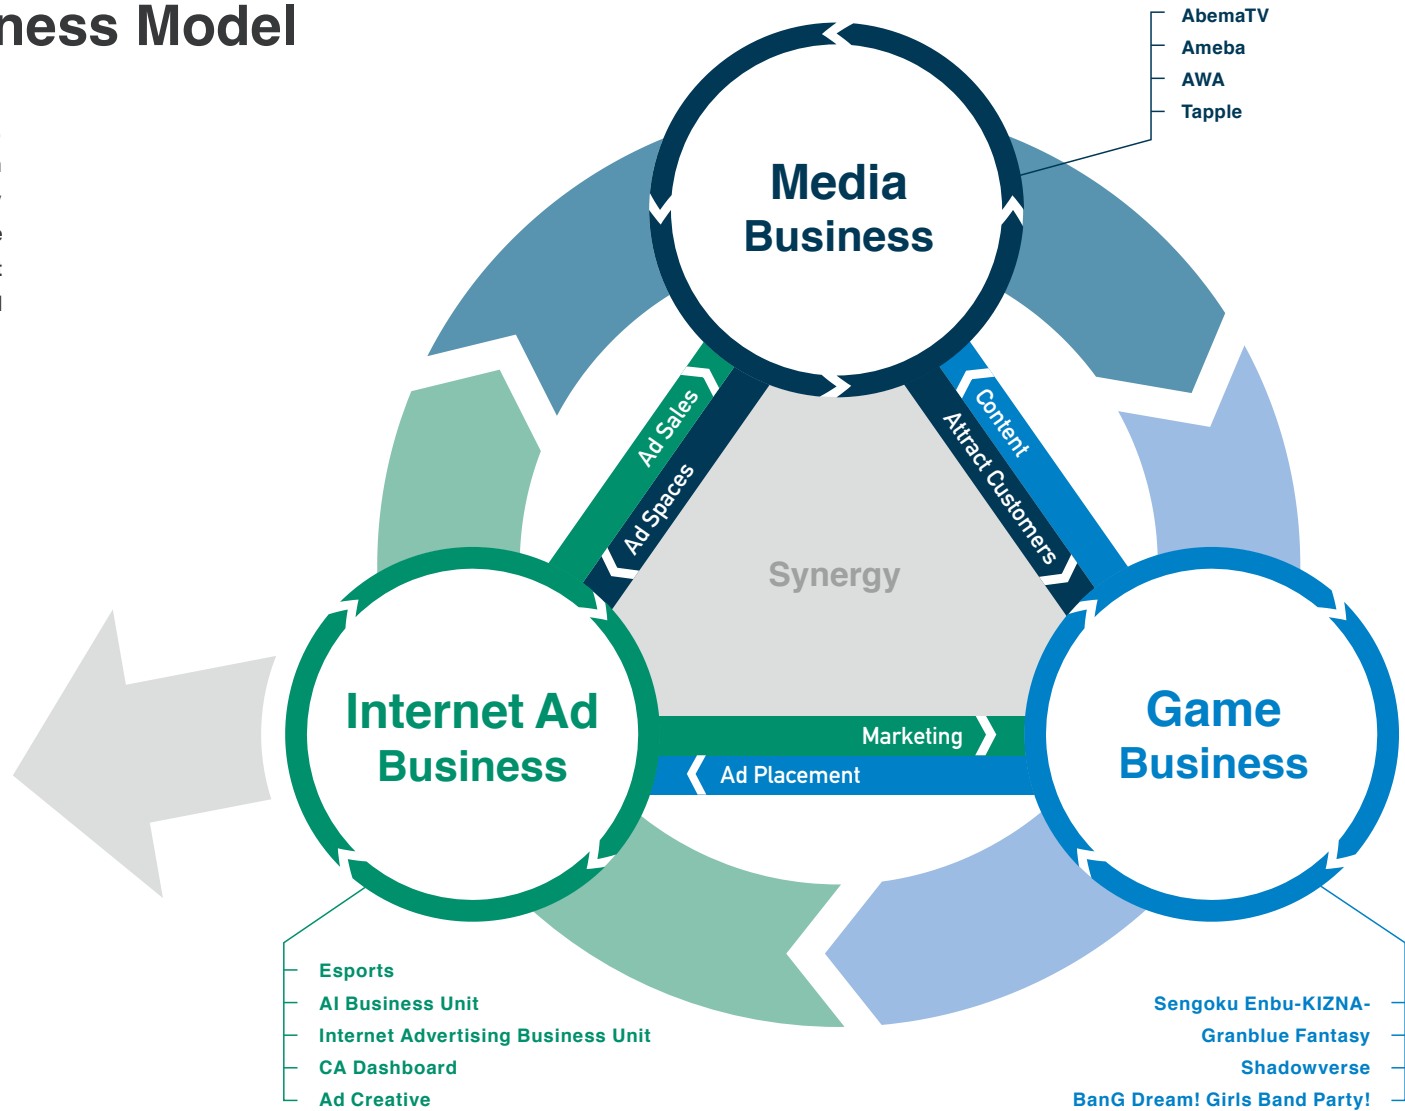 ness Model
AbemaTV
Ameba
AWA
Tapple
Media
Business
Ad Sales
Ad Spaces
Content
Attract Customers
Synergy
Internet Ad
Business
Marketing
Ad Placement
Game
Business
Esports
AI Business Unit
Internet Advertising Business Unit
CA Dashboard
Ad Creative
Sengoku Enbu-KIZNA-
Granblue Fantasy
Shadowverse
BanG Dream! Girls Band Party!